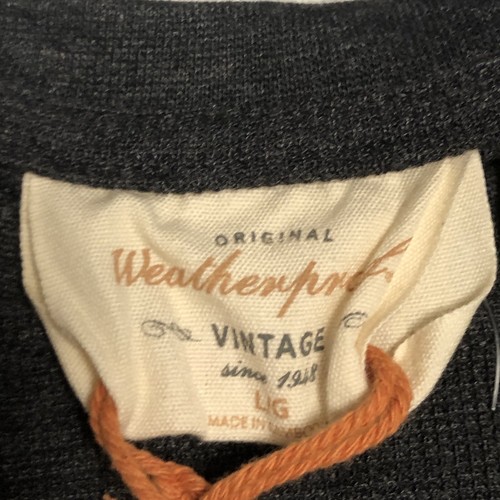 ORIGINAL
Weatherproof
VINTAGE
since 1948
L/G
MADE IN